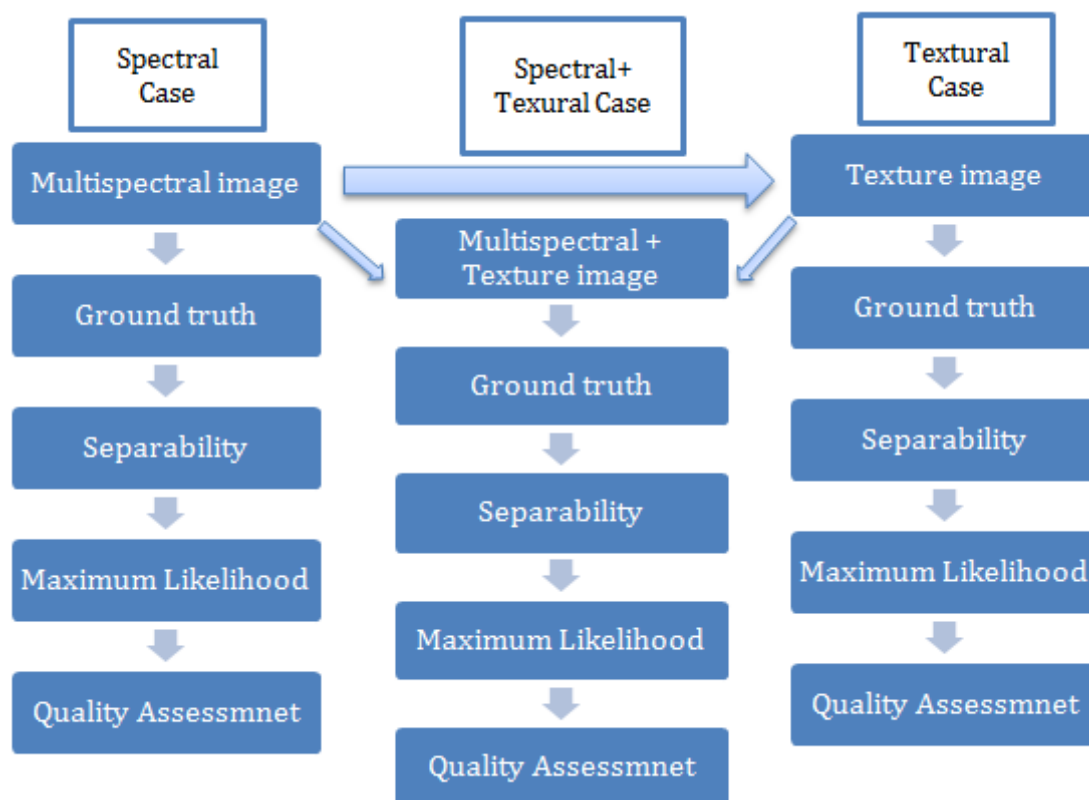 Spectral
Case
Multispectral image
Ground truth
Separability
Maximum Likelihood
Quality Assessmnet
Spectral+
Texural Case
Multispectral +
Texture image
Ground truth
Separability
Maximum Likelihood
Quality Assessmnet
Textural
Case
Texture image
Ground truth
Separability
Maximum Likelihood
Quality Assessmnet